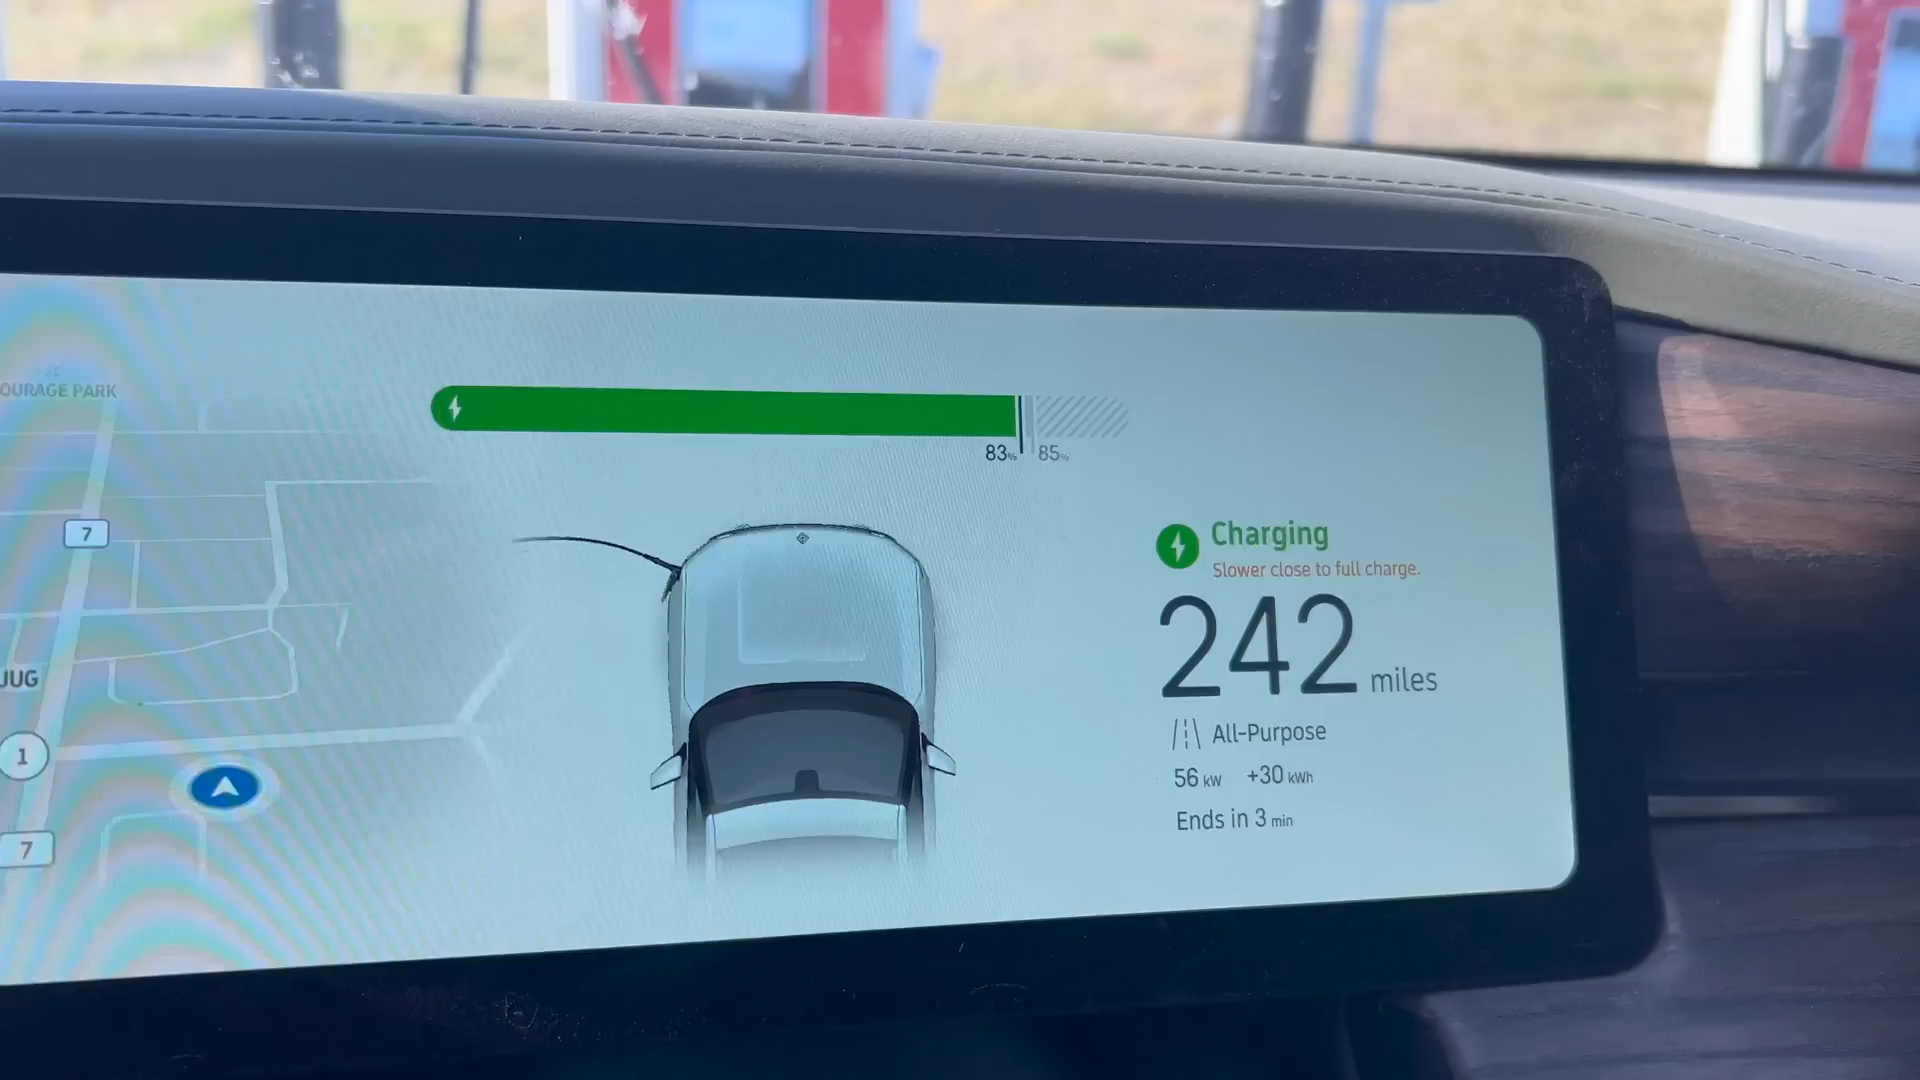 OURAGE PARK
83% 85%
7
Charging
Slower close to full charge.
242 miles
JUG
All-Purpose
1
56 kW +30 kWh
Ends in 3 min
7